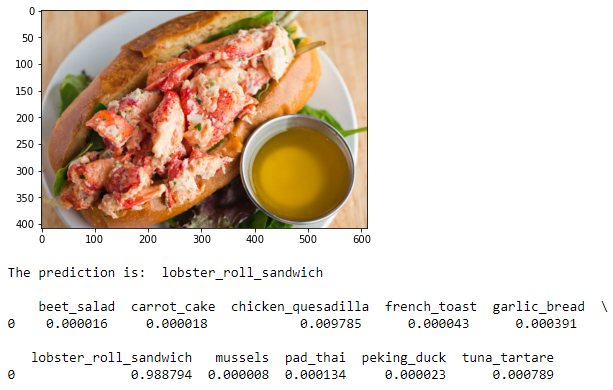 0
50
100
150
200
250
300
350
400
0 100 200 300 400 500 600
The prediction is: lobster_roll_sandwich
beet_salad carrot_cake chicken_quesadilla french_toast garlic_bread \
0 0.000016 0.000018 0.009785 0.000043 0.000391
lobster_roll_sandwich mussels pad_thai peking_duck tuna_tartare
0 0.988794 0.000008 0.000134 0.000023 0.000789